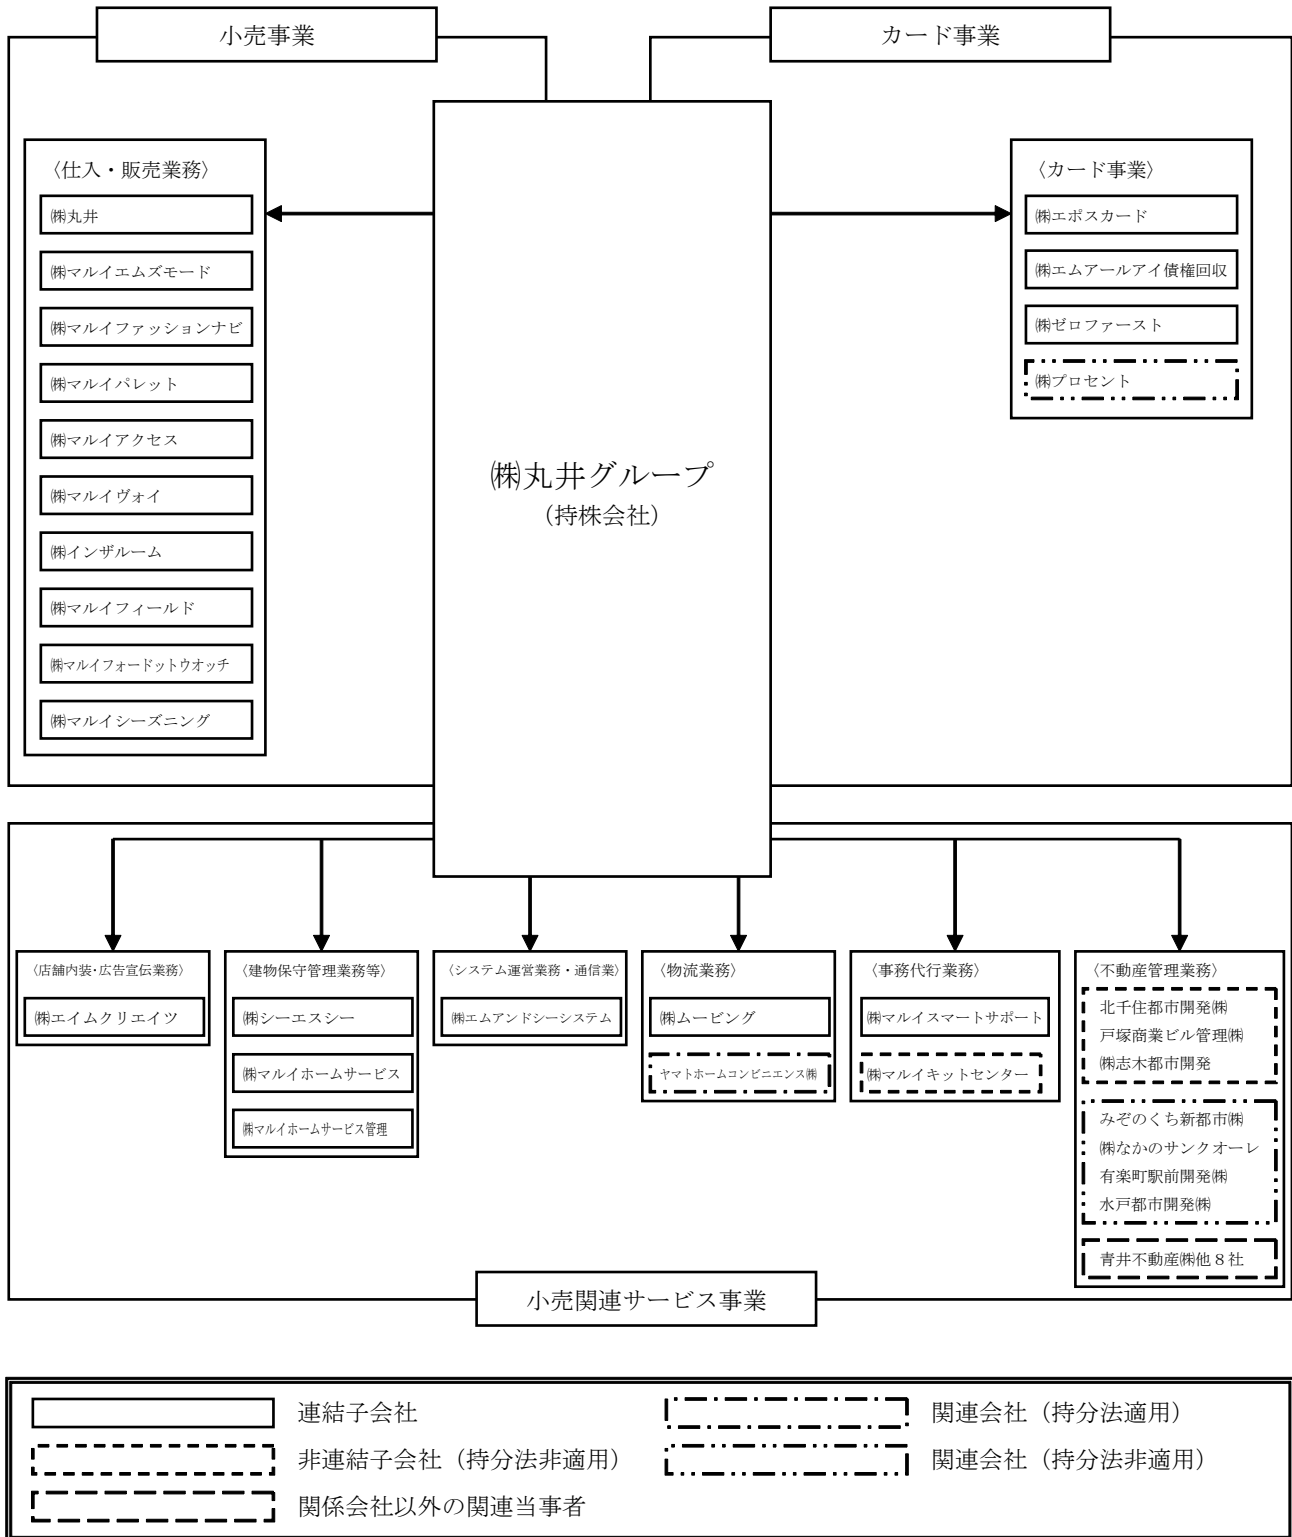 小売事業
カード事業
〈仕入・販売業務〉
㈱丸井
㈱マルイエムズモード
㈱マルイファッションナビ
㈱マルイパレット
㈱マルイアクセス
㈱マルイヴォイ
㈱インザルーム
㈱マルイフィールド
㈱マルイフォードットウオッチ
㈱マルイシーズニング
㈱丸井グループ
（持株会社）
〈カード事業〉
㈱エポスカード
㈱エムアールアイ債権回収
㈱ゼロファースト
㈱プロセント
〈店舗内装・広告宣伝業務〉
㈱エイムクリエイツ
〈建物保守管理業務等〉
㈱シーエスシー
㈱マルイホームサービス
㈱マルイホームサービス管理
〈システム運営業務・通信業〉
㈱エムアンドシーシステム
〈物流業務〉
㈱ムービング
ヤマトホームコンビニエンス㈱
〈事務代行業務〉
㈱マルイスマートサポート
㈱マルイキットセンター
〈不動産管理業務〉
北千住都市開発㈱
戸塚商業ビル管理㈱
㈱志木都市開発
みぞのくち新都市㈱
㈱なかのサンクオーレ
有楽町駅前開発㈱
水戸都市開発㈱
青井不動産㈱他８社
小売関連サービス事業
連結子会社
関連会社（持分法適用）
非連結子会社（持分法非適用）
関連会社（持分法非適用）
関係会社以外の関連当事者